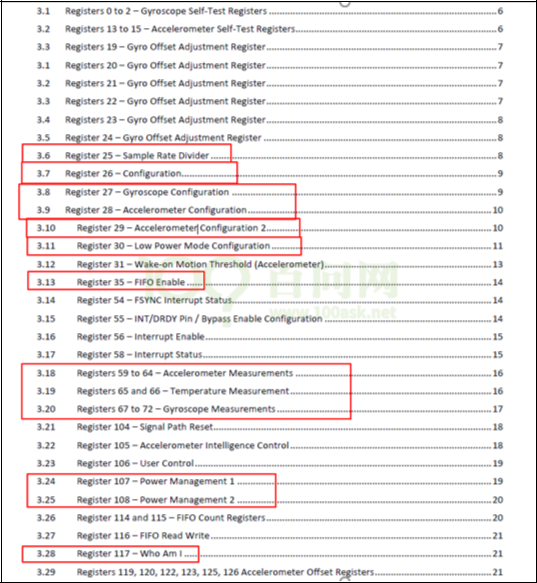 3.1 Registers 0 to 2 – Gyroscope Self-Test Registers 6
3.2 Registers 13 to 15 – Accelerometer Self-Test Registers 6
3.3 Registers 19 – Gyro Offset Adjustment Register 7
3.1 Registers 20 – Gyro Offset Adjustment Register 7
3.2 Registers 21 – Gyro Offset Adjustment Register 7
3.3 Registers 22 – Gyro Offset Adjustment Register 7
3.4 Registers 23 – Gyro Offset Adjustment Register 8
3.5 Register 24 – Gyro Offset Adjustment Register 8
3.6 Register 25 – Sample Rate Divider 8
3.7 Register 26 – Configuration 9
3.8 Register 27 – Gyroscope Configuration 9
3.9 Register 28 – Accelerometer Configuration 10
3.10 Register 29 – Accelerometer Configuration 2 10
3.11 Register 30 – Low Power Mode Configuration 11
3.12 Register 31 – Wake-on Motion Threshold (Accelerometer) 13
3.13 Register 35 – FIFO Enable 14
3.14 Register 54 – FSYNC Interrupt Status 14
3.15 Register 55 – INT/DRDY Pin / Bypass Enable Configuration 14
3.16 Register 56 – Interrupt Enable 15
3.17 Register 58 – Interrupt Status 15
3.18 Registers 59 to 64 – Accelerometer Measurements 16
3.19 Registers 65 and 66 – Temperature Measurement 16
3.20 Registers 67 to 72 – Gyroscope Measurements 17
3.21 Register 104 – Signal Path Reset 18
3.22 Register 105 – Accelerometer Intelligence Control 18
3.23 Register 106 – User Control 19
3.24 Register 107 – Power Management 1 19
3.25 Register 108 – Power Management 2 20
3.26 Register 114 and 115 – FIFO Count Registers 20
3.27 Register 116 – FIFO Read Write 21
3.28 Register 117 – Who Am I 21
3.29 Registers 119, 120, 122, 123, 125, 126 Accelerometer Offset Registers 21
百问网
www.100ask.net